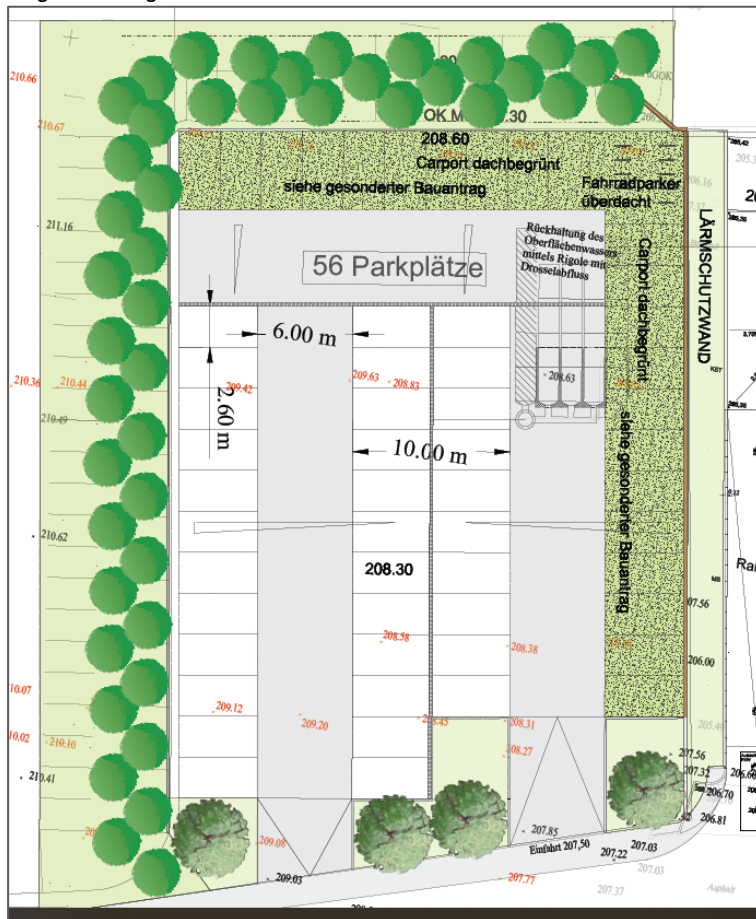 210.66
210.67
208.60
Carport dachbegrünt
siehe gesonderter Bauantrag
Fahrradparker
überdacht
211.16
Rückhaltung des
Oberflächenwassers
mittels Rigole mit
Drosselabfluss
56 Parkplätze
LÄRMSCHUTZWAND
Carport dachbegrünt
siehe gesonderter Bauantrag
6.00 m
2.60 m
210.36
210.44
209.42
209.63
208.83
208.63
KBT
210.49
10.00 m
210.62
208.30
MB
207.56
208.58
208.38
206.00
209.12
209.20
208.31
208.27
210.10
210.41
207.56
207.32
206.70
206.81
209.08
207.85
Einfahrt 207,50
207.03
207.22
207.03
209.03
207.77
207.37
Asphalt